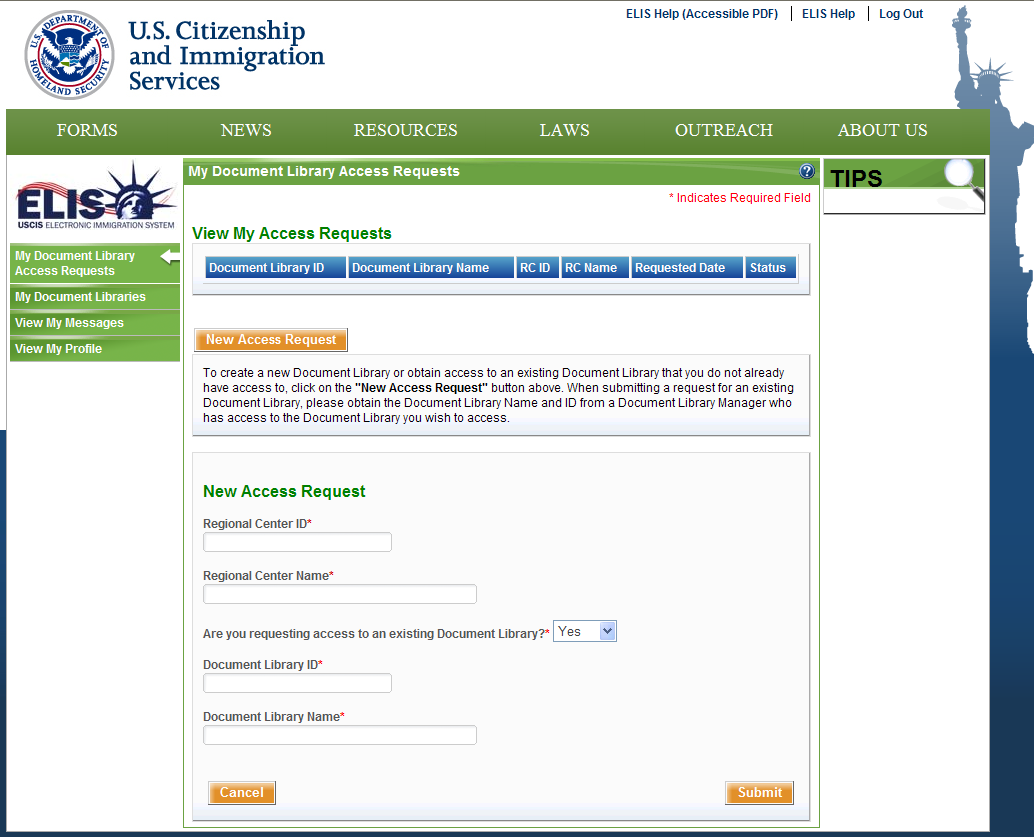 ELIS Help (Accessible PDF) | ELIS Help | Log Out
U.S. DEPARTMENT OF HOMELAND SECURITY
U.S. Citizenship
and Immigration
Services
FORMS NEWS RESOURCES LAWS OUTREACH ABOUT US
ELIS
USCIS ELECTRONIC IMMIGRATION SYSTEM
My Document Library
Access Requests
My Document Libraries
View My Messages
View My Profile
My Document Library Access Requests ?
* Indicates Required Field
View My Access Requests
Document Library ID Document Library Name RC ID RC Name Requested Date Status
New Access Request
To create a new Document Library or obtain access to an existing Document Library that you do not already
have access to, click on the "New Access Request" button above. When submitting a request for an existing
Document Library, please obtain the Document Library Name and ID from a Document Library Manager who
has access to the Document Library you wish to access.
New Access Request
Regional Center ID*
Regional Center Name*
Are you requesting access to an existing Document Library?* Yes
Document Library ID*
Document Library Name*
Cancel Submit
TIPS